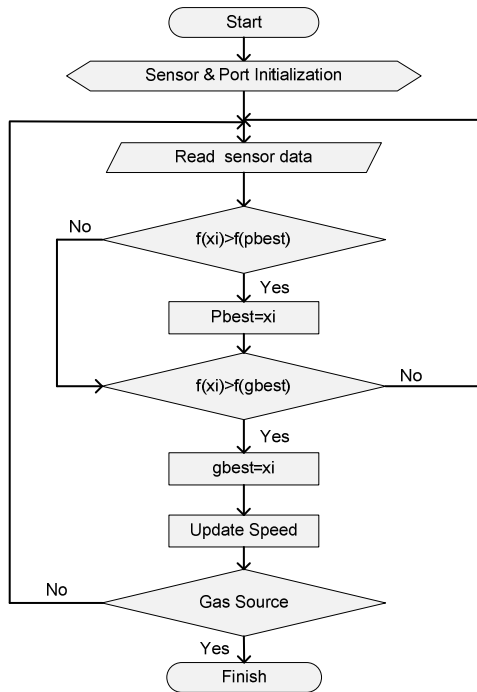 Start
Sensor & Port Initialization
Read sensor data
No
f(xi)>f(pbest)
Yes
Pbest=xi
f(xi)>f(gbest)
No
Yes
gbest=xi
Update Speed
No
Gas Source
Yes
Finish